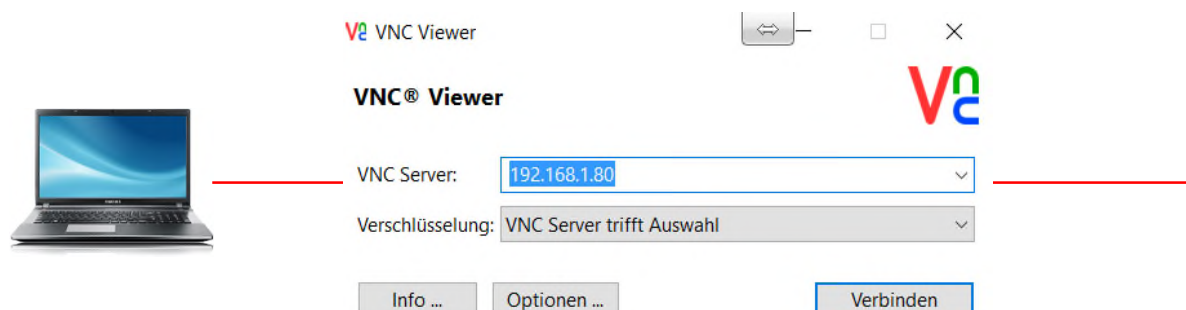 VNC Viewer
VNC® Viewer
VNC Server: 192.168.1.80
Verschlüsselung: VNC Server trifft Auswahl
Info ... Optionen ... Verbinden